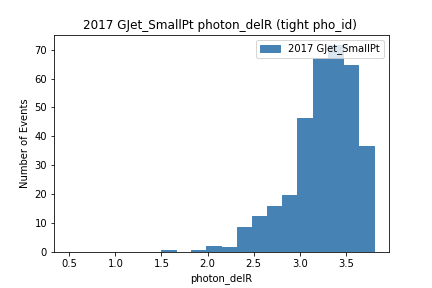 2017 GJet_SmallPt photon_delR (tight pho_id)
2017 GJet_SmallPt
Number of Events
70
60
50
40
30
20
10
0
0.5 1.0 1.5 2.0 2.5 3.0 3.5
photon_delR